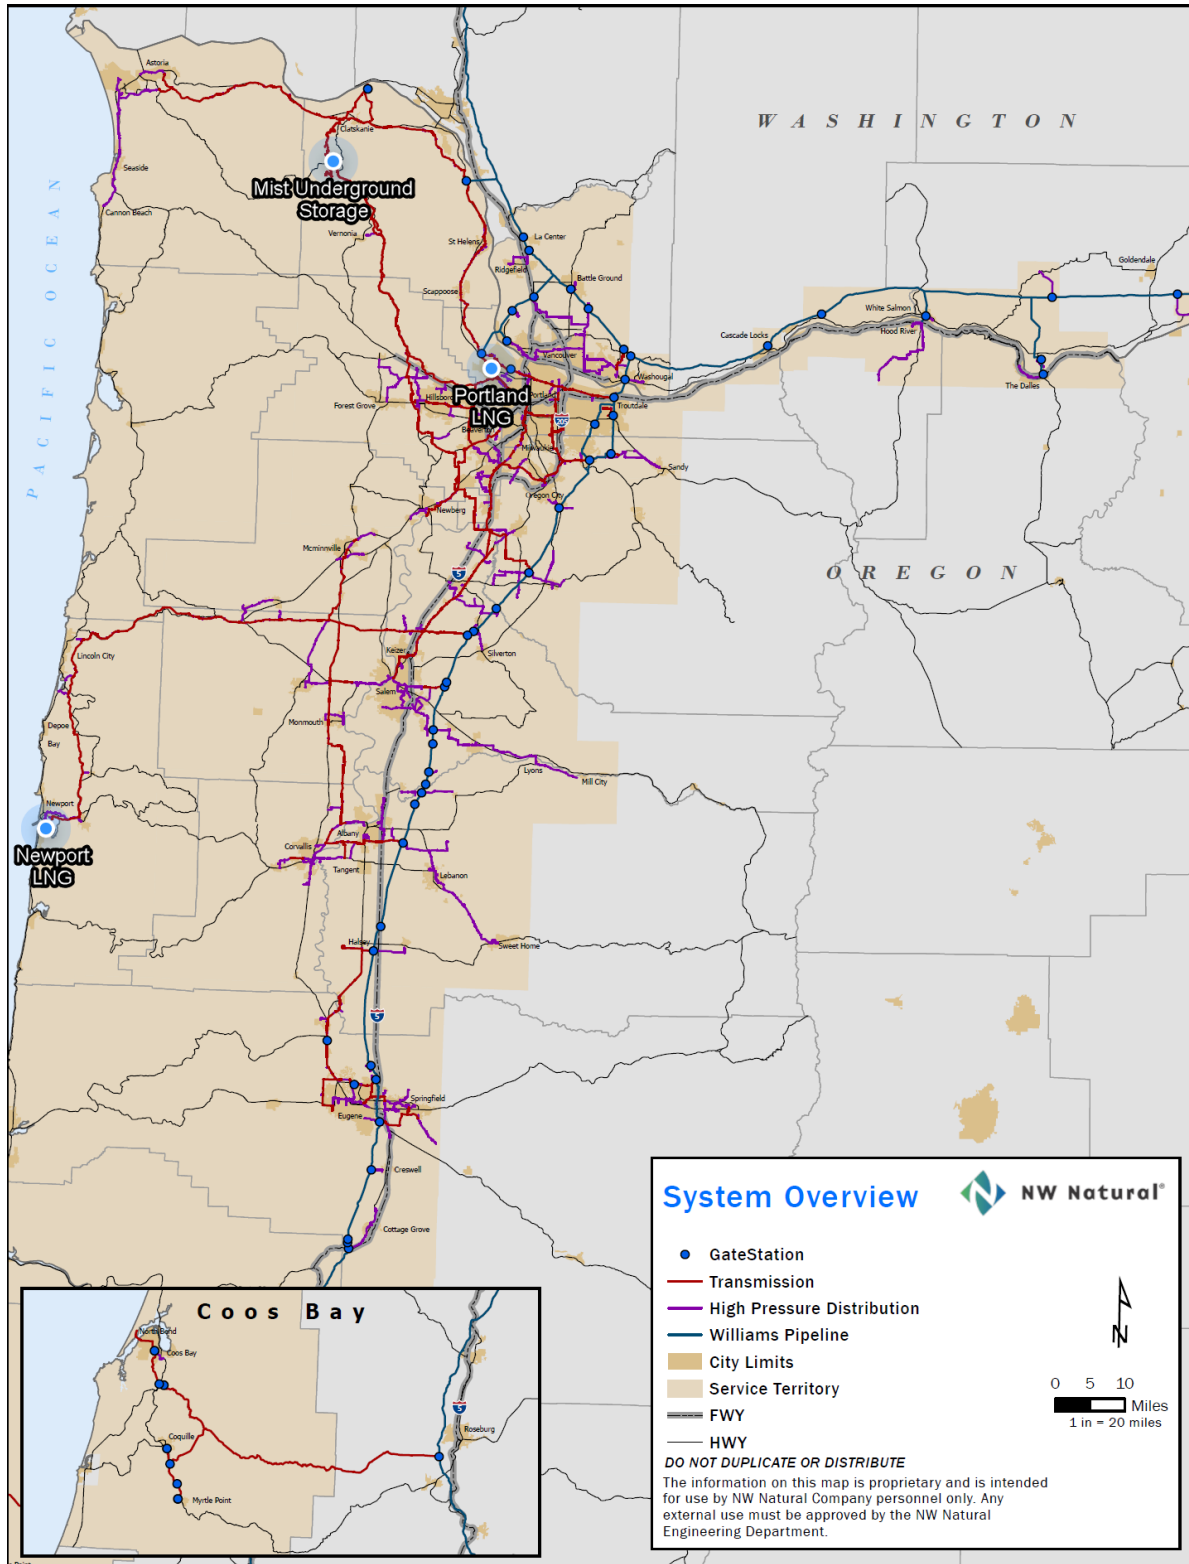 Astoria
WASHINGTON
Clatskanie
Seaside
Mist Underground
Storage
PACIFIC OCEAN
Cannon Beach
Vernonia
La Center
St Helens
Goldendale
Ridgefield
Battle Ground
Scappoose
White Salmon
Hood River
Cascade Locks
Vancouver
Washougal
The Dalles
Portland
LNG
Hillsboro
Portland
Forest Grove
Troutdale
205
Beaverton
Milwaukie
Sandy
Oregon City
Newberg
Mcminnville
5
OREGON
Lincoln City
Keizer
Silverton
Salem
Monmouth
Depoe
Bay
Lyons
Mill City
Newport
Newport
LNG
Albany
Corvallis
Tangent
Lebanon
Halsey
Sweet Home
5
Springfield
Eugene
Creswell
Cottage Grove
Coos Bay
North Bend
Coos Bay
5
Roseburg
Coquille
Myrtle Point
System Overview
NW Natural®
GateStation
Transmission
High Pressure Distribution
Williams Pipeline
City Limits
Service Territory
FWY
HWY
N
0 5 10
Miles
1 in = 20 miles
DO NOT DUPLICATE OR DISTRIBUTE
The information on this map is proprietary and is intended
for use by NW Natural Company personnel only. Any
external use must be approved by the NW Natural
Engineering Department.